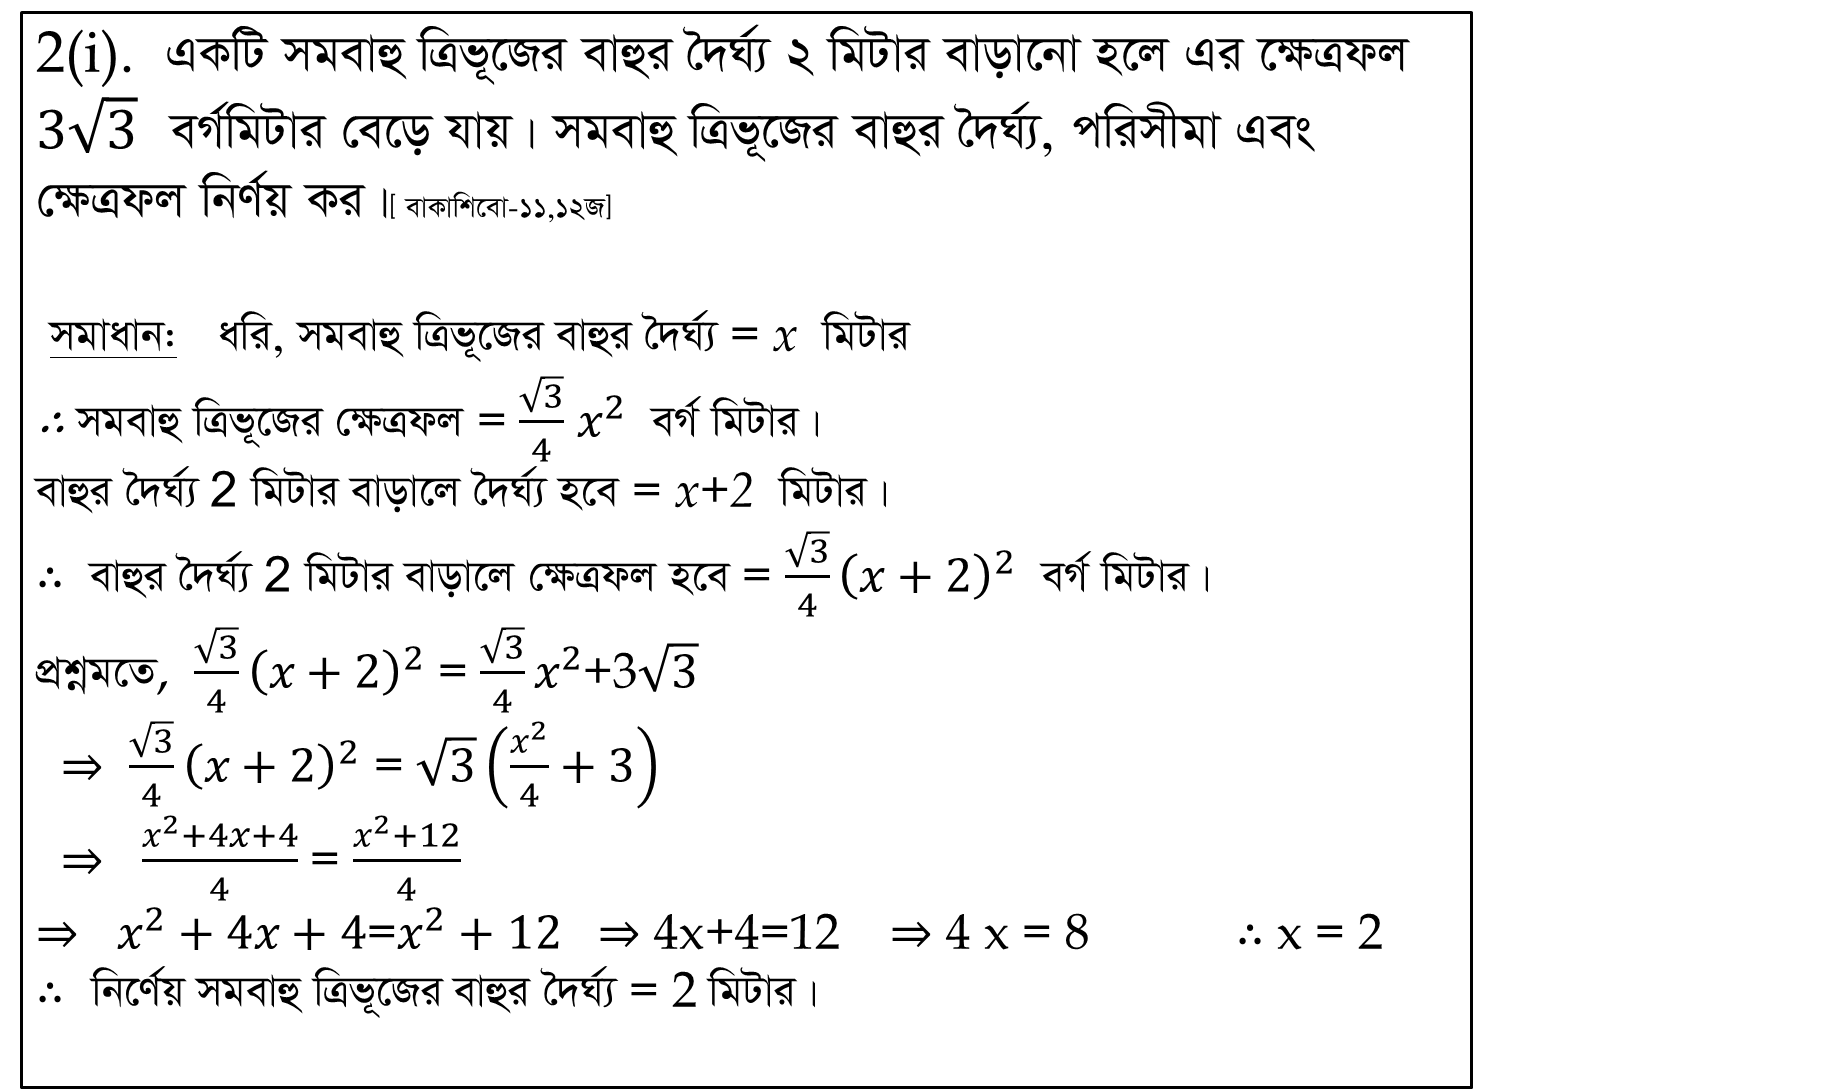 2(i). একটি সমবাহু ত্রিভূজের বাহুর দৈর্ঘ্য ২ মিটার বাড়ানো হলে এর ক্ষেত্রফল
3√3 বর্গমিটার বেড়ে যায়। সমবাহু ত্রিভূজের বাহুর দৈর্ঘ্য, পরিসীমা এবং
ক্ষেত্রফল নির্ণয় কর।[ বাকাশিবো-১১,১২জ]
সমাধান: ধরি, সমবাহু ত্রিভূজের বাহুর দৈর্ঘ্য = x মিটার
∴ সমবাহু ত্রিভূজের ক্ষেত্রফল = √3/4 x² বর্গ মিটার।
বাহুর দৈর্ঘ্য 2 মিটার বাড়ালে দৈর্ঘ্য হবে = x+2 মিটার।
∴ বাহুর দৈর্ঘ্য 2 মিটার বাড়ালে ক্ষেত্রফল হবে = √3/4 (x + 2)² বর্গ মিটার।
প্রশ্নমতে, √3/4 (x + 2)² = √3/4 x²+3√3
⇒ √3/4 (x + 2)² = √3 (x²/4 + 3)
⇒ x²+4x+4/4 = x²+12/4
⇒ x² + 4x + 4=x² + 12 ⇒ 4x+4=12 ⇒ 4 x = 8 ∴ x = 2
∴ নির্ণেয় সমবাহু ত্রিভূজের বাহুর দৈর্ঘ্য = 2 মিটার।